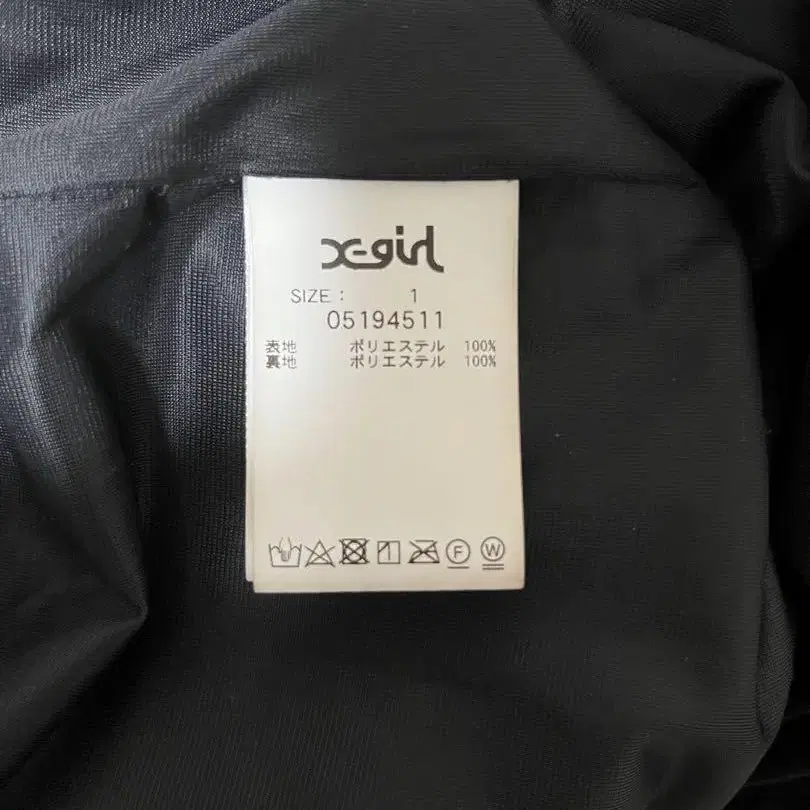 X-girl
SIZE : 1
05194511
表地 ポリエステル 100%
裏地 ポリエステル 100%
F W